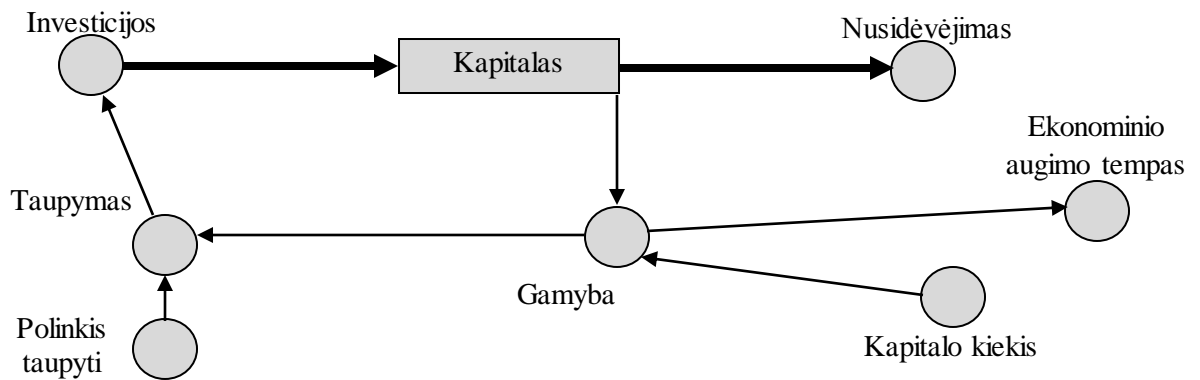 Investicijos
Nusidėvėjimas
Kapitalas
Ekonominio
augimo tempas
Taupymas
Gamyba
Polinkis
taupyti
Kapitalo kiekis